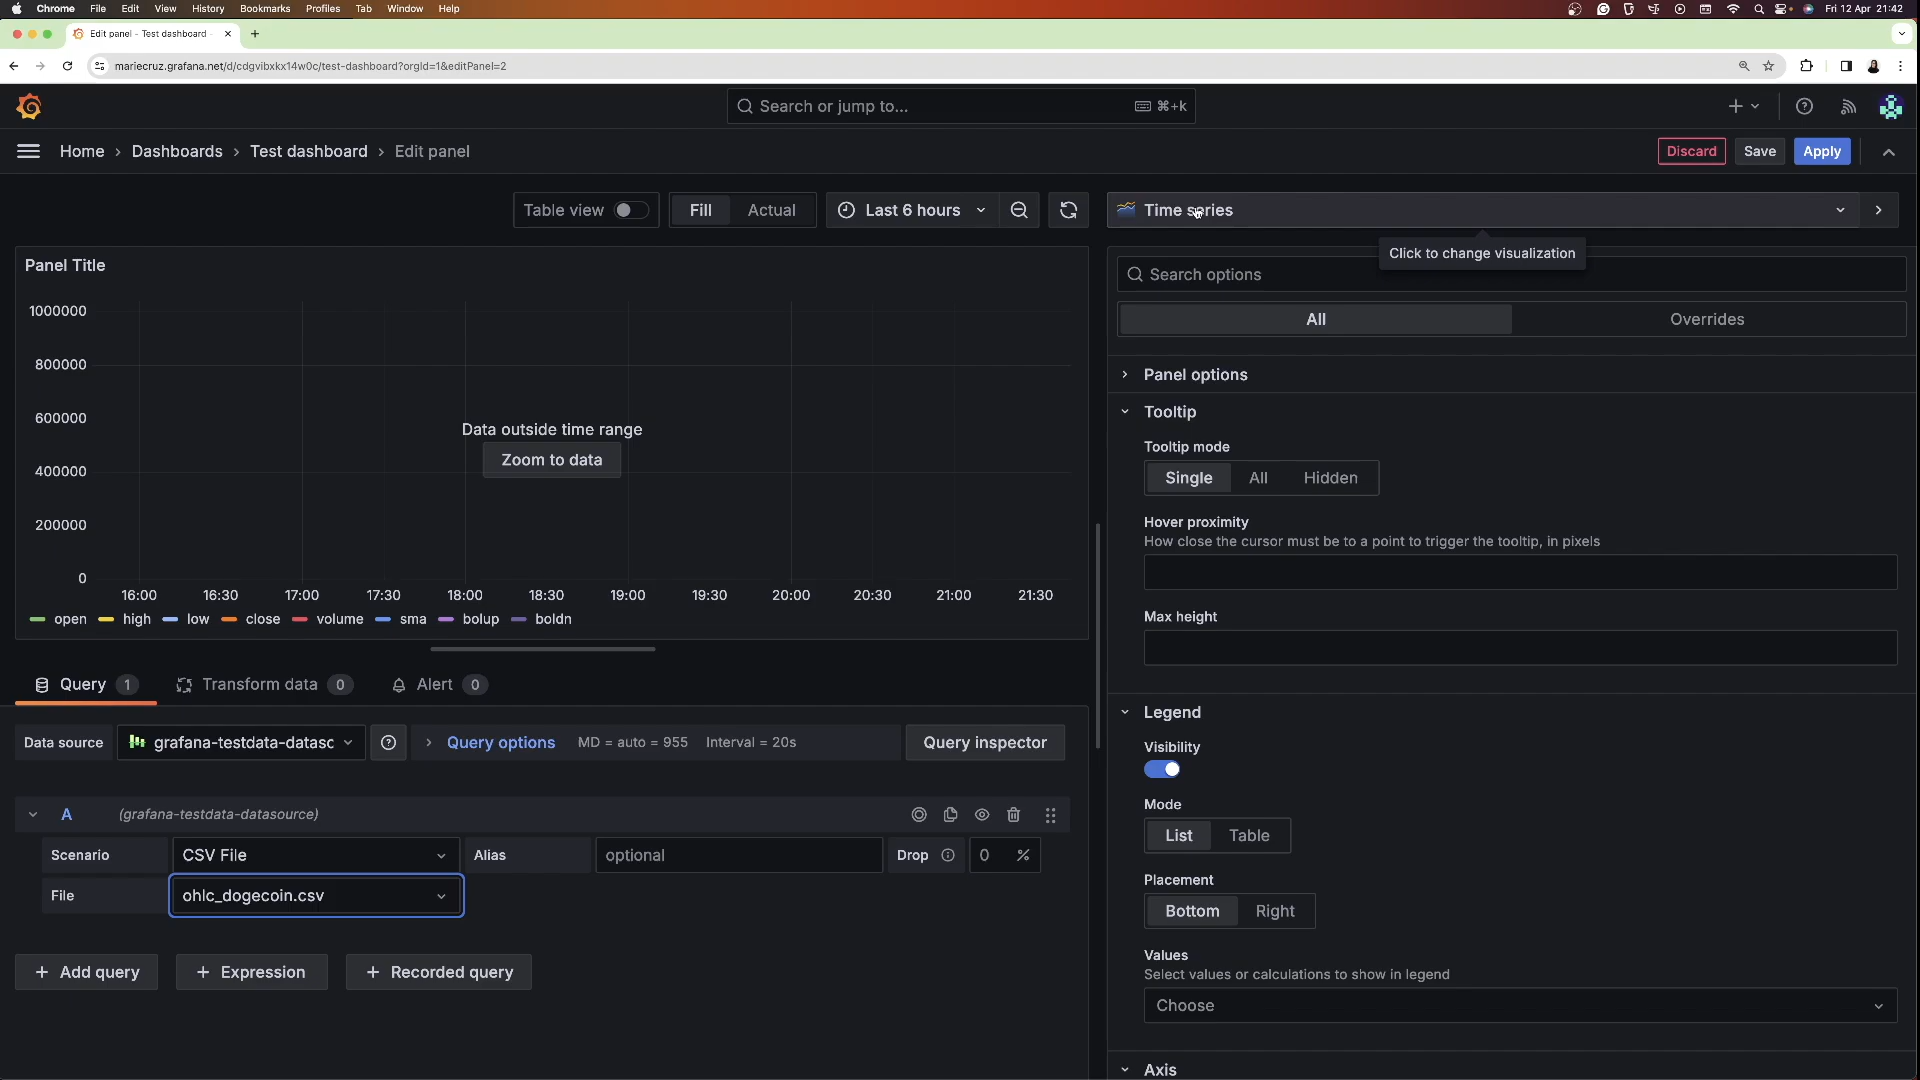 Chrome File Edit View History Bookmarks Profiles Tab Window Help Fri 12 Apr 21:42
Edit panel - Test dashboard -
mariecruz.grafana.net/d/cdgvibxkx14w0c/test-dashboard?orgId=1&editPanel=2
Search or jump to... ⌘+k
Home › Dashboards › Test dashboard › Edit panel Discard Save Apply
Table view Fill Actual Last 6 hours Time series
Click to change visualization
Panel Title
Search options
All Overrides
1000000
800000
600000
400000
200000
0
Data outside time range
Zoom to data
16:00 16:30 17:00 17:30 18:00 18:30 19:00 19:30 20:00 20:30 21:00 21:30
open high low close volume sma bolup boldn
Panel options
Tooltip
Tooltip mode
Single All Hidden
Hover proximity
How close the cursor must be to a point to trigger the tooltip, in pixels
Max height
Query 1 Transform data 0 Alert 0
Legend
Visibility
Data source grafana-testdata-datasc Query options MD = auto = 955 Interval = 20s Query inspector
Mode
List Table
A (grafana-testdata-datasource)
Scenario CSV File Alias optional Drop 0 %
File ohlc_dogecoin.csv
Placement
Bottom Right
Values
Select values or calculations to show in legend
Choose
+ Add query + Expression + Recorded query
Axis